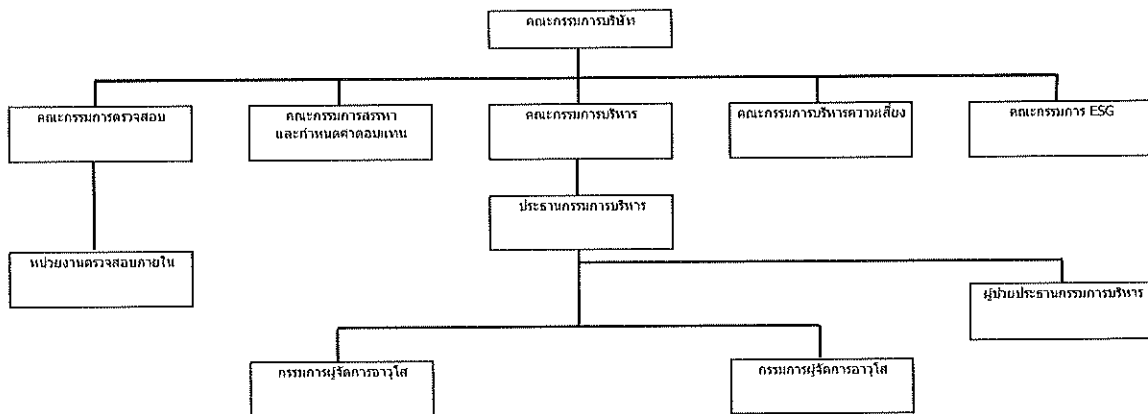 คณะกรรมการบริษัท
คณะกรรมการตรวจสอบ
คณะกรรมการสรรหา
และกำหนดค่าตอบแทน
คณะกรรมการบริหาร
คณะกรรมการบริหารความเสี่ยง
คณะกรรมการ ESG
ประธานกรรมการบริหาร
หน่วยงานตรวจสอบภายใน
ผู้ช่วยประธานกรรมการบริหาร
กรรมการผู้จัดการอาวุโส
กรรมการผู้จัดการอาวุโส